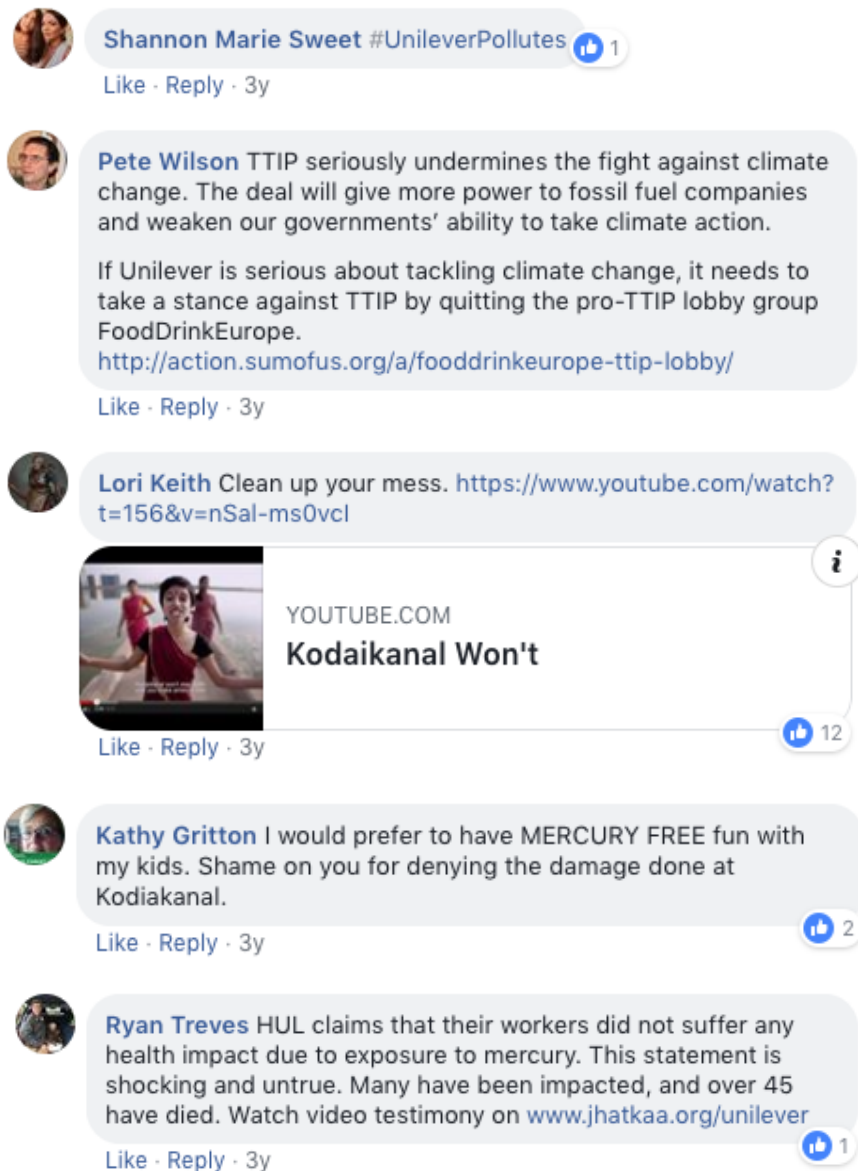 Shannon Marie Sweet #UnileverPollutes
1
Like · Reply · 3y
Pete Wilson TTIP seriously undermines the fight against climate
change. The deal will give more power to fossil fuel companies
and weaken our governments’ ability to take climate action.
If Unilever is serious about tackling climate change, it needs to
take a stance against TTIP by quitting the pro-TTIP lobby group
FoodDrinkEurope.
http://action.sumofus.org/a/fooddrinkeurope-ttip-lobby/
Like · Reply · 3y
Lori Keith Clean up your mess. https://www.youtube.com/watch?
t=156&v=nSal-ms0vcI
i
YOUTUBE.COM
Kodaikanal Won't
12
Like · Reply · 3y
Kathy Gritton I would prefer to have MERCURY FREE fun with
my kids. Shame on you for denying the damage done at
Kodiakanal.
2
Like · Reply · 3y
Ryan Treves HUL claims that their workers did not suffer any
health impact due to exposure to mercury. This statement is
shocking and untrue. Many have been impacted, and over 45
have died. Watch video testimony on www.jhatkaa.org/unilever
1
Like · Reply · 3y